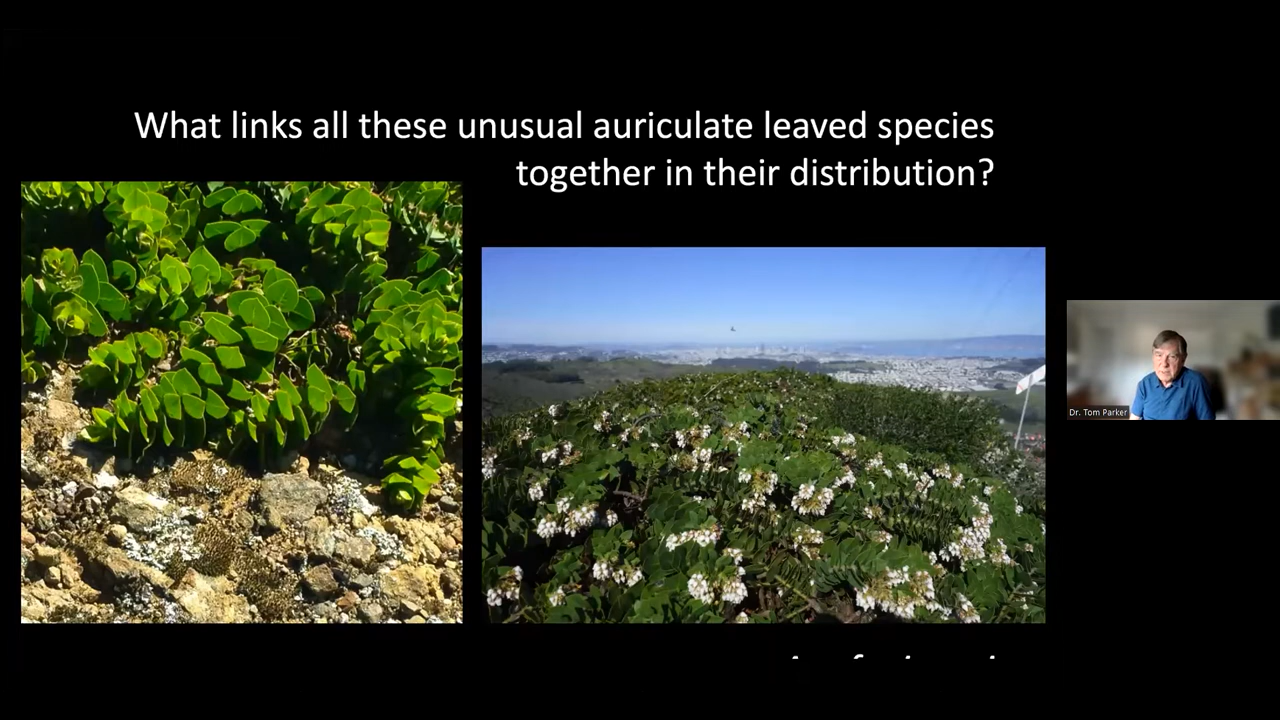 What links all these unusual auriculate leaved species
together in their distribution?
Dr. Tom Parker